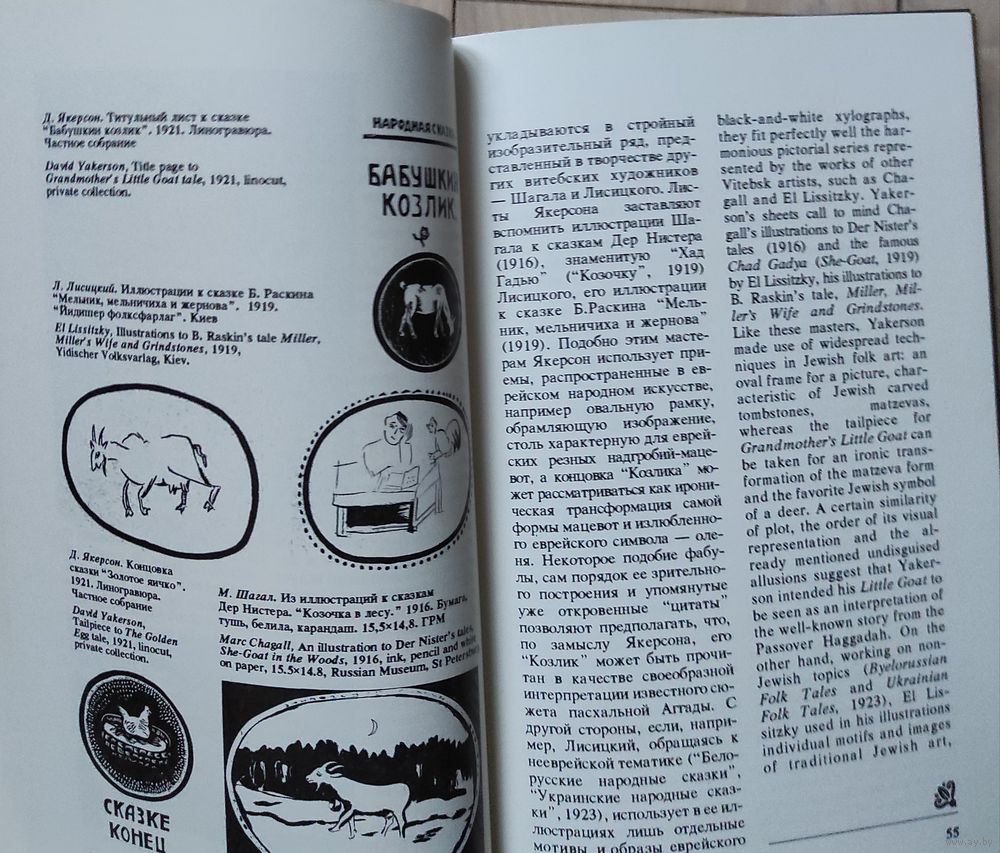 Д. Якерсон. Титульный лист к сказке
“Бабушкин козлик”. 1921. Линогравюра.
Частное собрание
David Yakerson, Title page to
Grandmother's Little Goat tale, 1921, linocut,
private collection.
НАРОДНАЯ
БАБУШКИН
КОЗЛИК
Л. Лисицкий. Иллюстрации к сказке Б. Раскина
“Мельник, мельничиха и жернова”. 1919.
“Йидишер фолксфарлаг”. Киев
El Lissitzky, Illustrations to B. Raskin's tale Miller,
Miller's Wife and Grindstones, 1919,
Yidischer Volksvarlag, Kiev.
Д. Якерсон. Концовка
сказки “Золотое яичко”.
1921. Линогравюра.
Частное собрание
David Yakerson,
Tailpiece to The Golden
Egg tale, 1921, linocut,
private collection.
М. Шагал. Из иллюстраций к сказкам
Дер Нистера. “Козочка в лесу.” 1916. Бумага,
тушь, белила, карандаш. 15,5×14,8. ГРМ
Marc Chagall, An illustration to Der Nister's tales,
She-Goat in the Woods, 1916, ink, pencil and white
on paper, 15.5×14.8, Russian Museum, St
СКАЗКЕ
КОНЕЦ
укладываются в стройный
изобразительный ряд, пред-
ставленный в творчестве дру-
гих витебских художников
— Шагала и Лисицкого. Лис-
ты Якерсона заставляют
вспомнить иллюстрации Ша-
гала к сказкам Дер Нистера
(1916), знаменитую “Хад
Гадью” (“Козочку”, 1919)
Лисицкого, его иллюстрации
к сказке Б.Раскина “Мель-
ник, мельничиха и жернова”
(1919). Подобно этим масте-
рам Якерсон использует при-
емы, распространенные в ев-
рейском народном искусстве,
например овальную рамку,
обрамляющую изображение,
столь характерную для еврей-
ских резных надгробий-маце-
вот, а концовка “Козлика” мо-
жет рассматриваться как ирони-
ческая трансформация самой
формы мацевот и излюбленно-
го еврейского символа — оле-
ня. Некоторое подобие фабу-
лы, сам порядок ее зрительно-
го построения и упомянутые
уже откровенные “цитаты”
позволяют предполагать, что,
по замыслу Якерсона, его
“Козлик” может быть прочи-
тан в качестве своеобразной
интерпретации известного сю-
жета пасхальной Аггады. С
другой стороны, если, напри-
мер, Лисицкий, обращаясь к
нееврейской тематике (“Бело-
русские народные сказки”,
“Украинские народные сказ-
ки”, 1923), использует в ее ил-
люстрациях лишь отдельные
мотивы и образы еврейского
black-and-white xylographs,
they fit perfectly well the har-
monious pictorial series repre-
sented by the works of other
Vitebsk artists, such as Cha-
gall and El Lissitzky. Yaker-
son's sheets call to mind Cha-
gall's illustrations to Der Nister's
tales (1916) and the famous
Chad Gadya (She-Goat, 1919)
by El Lissitzky, his illustrations to
B. Raskin's tale, Miller, Mil-
ler's Wife and Grindstones.
Like these masters, Yakerson
made use of widespread tech-
niques in Jewish folk art: an
oval frame for a picture, char-
acteristic of Jewish carved
tombstones, matzevas,
whereas the tailpiece for
Grandmother's Little Goat can
be taken for an ironic trans-
formation of the matzeva form
and the favorite Jewish symbol
of a deer. A certain similarity
of plot, the order of its visual
representation and the al-
ready mentioned undisguised
allusions suggest that Yaker-
son intended his Little Goat to
be seen as an interpretation of
the well-known story from the
Passover Haggadah. On the
other hand, working on non-
Jewish topics (Byelorussian
Folk Tales and Ukrainian
Folk Tales, 1923), El Lis-
sitzky used in his illustrations
individual motifs and images
of traditional Jewish art,
55
www.ay.by